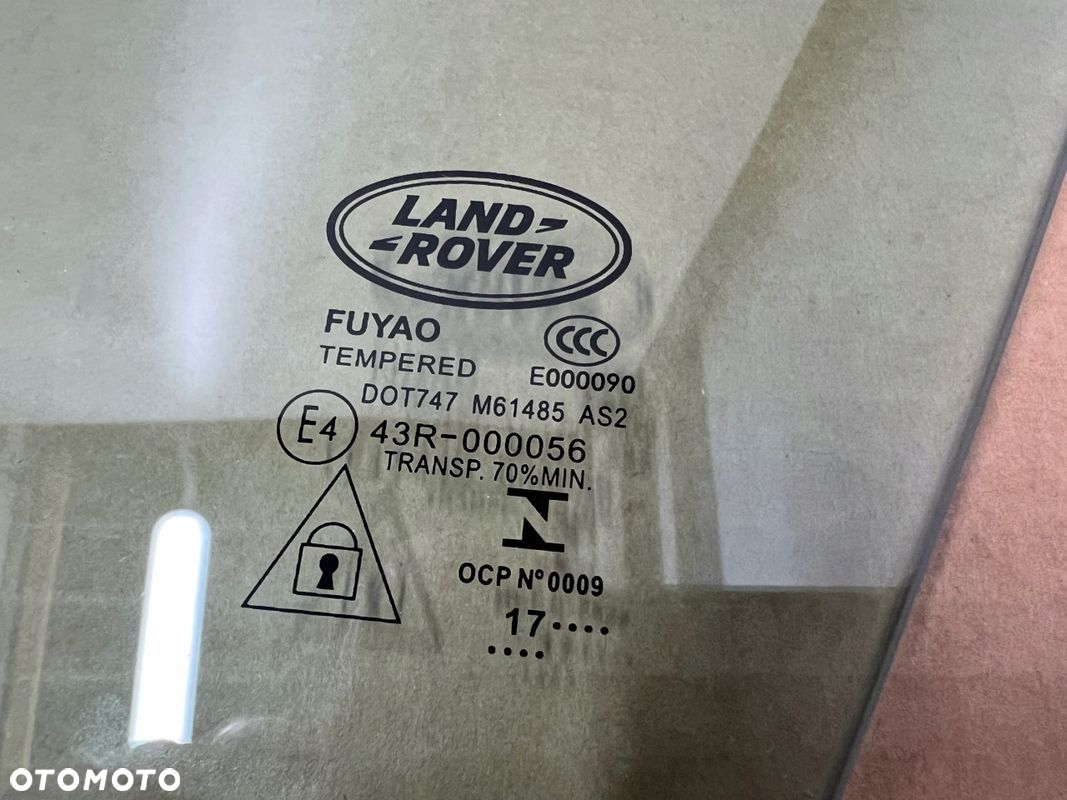 LAND
ROVER
FUYAO
CCC
TEMPERED
E000090
DOT747 M61485 AS2
E4
43R-000056
TRANSP. 70%MIN.
OCP Nº 0009
17....
....
OTOMOTO